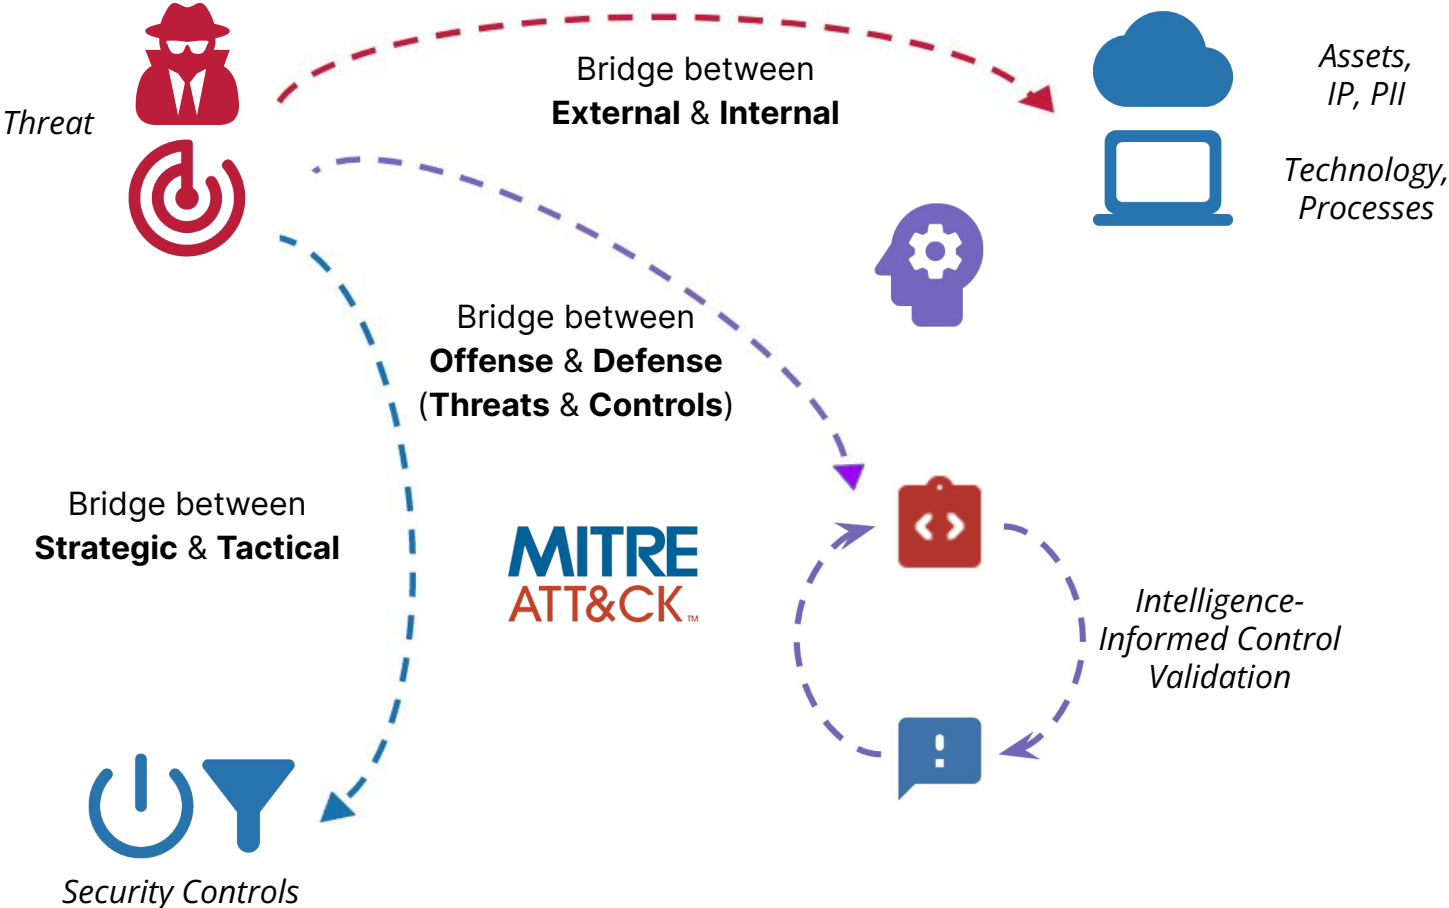 Threat
Bridge between
External & Internal
Assets,
IP, PII
Technology,
Processes
Bridge between
Offense & Defense
(Threats & Controls)
Bridge between
Strategic & Tactical
MITRE
ATT&CK™
Intelligence-
Informed Control
Validation
Security Controls